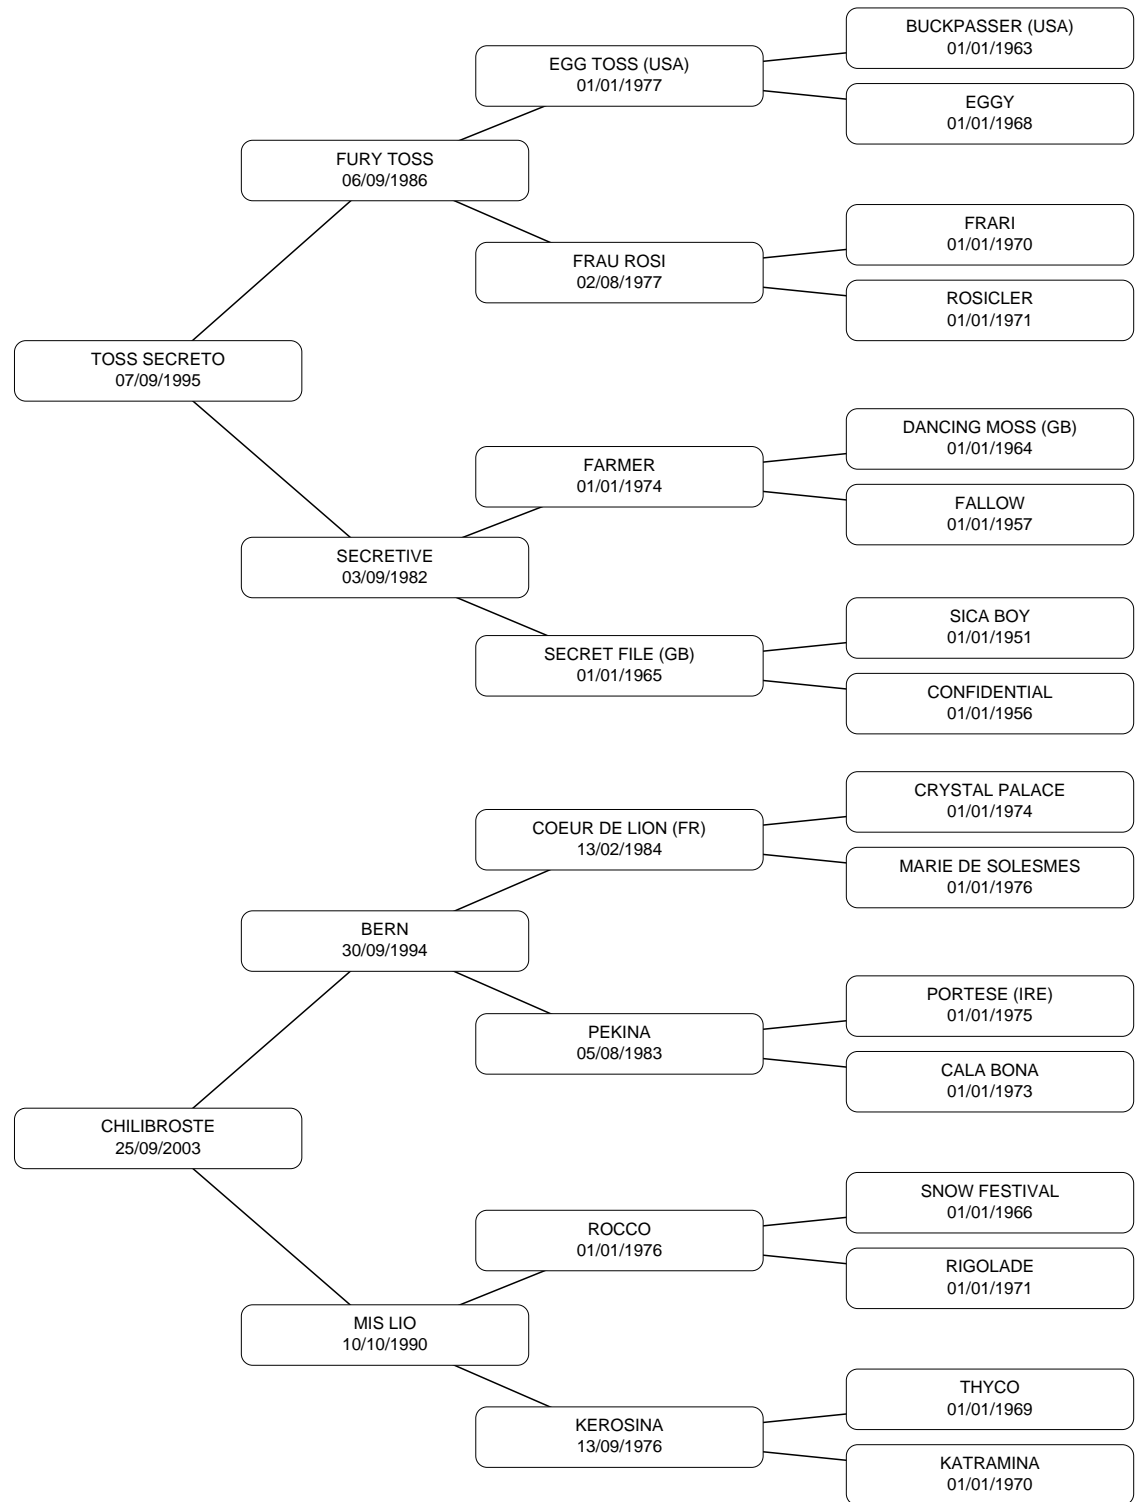 BUCKPASSER (USA)
01/01/1963
EGG TOSS (USA)
01/01/1977
EGGY
01/01/1968
FURY TOSS
06/09/1986
FRARI
01/01/1970
FRAU ROSI
02/08/1977
ROSICLER
01/01/1971
TOSS SECRETO
07/09/1995
DANCING MOSS (GB)
01/01/1964
FARMER
01/01/1974
FALLOW
01/01/1957
SECRETIVE
03/09/1982
SICA BOY
01/01/1951
SECRET FILE (GB)
01/01/1965
CONFIDENTIAL
01/01/1956
CRYSTAL PALACE
01/01/1974
COEUR DE LION (FR)
13/02/1984
MARIE DE SOLESMES
01/01/1976
BERN
30/09/1994
PORTESE (IRE)
01/01/1975
PEKINA
05/08/1983
CALA BONA
01/01/1973
CHILIBROSTE
25/09/2003
SNOW FESTIVAL
01/01/1966
ROCCO
01/01/1976
RIGOLADE
01/01/1971
MIS LIO
10/10/1990
THYCO
01/01/1969
KEROSINA
13/09/1976
KATRAMINA
01/01/1970